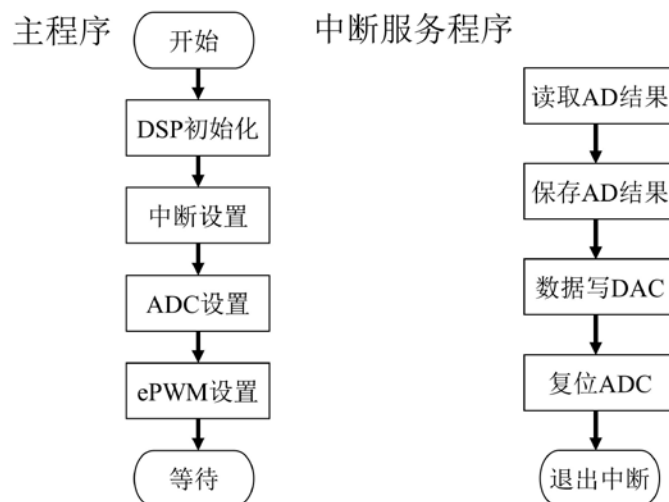 主程序
开始
DSP初始化
中断设置
ADC设置
ePWM设置
等待
中断服务程序
读取AD结果
保存AD结果
数据写DAC
复位ADC
退出中断